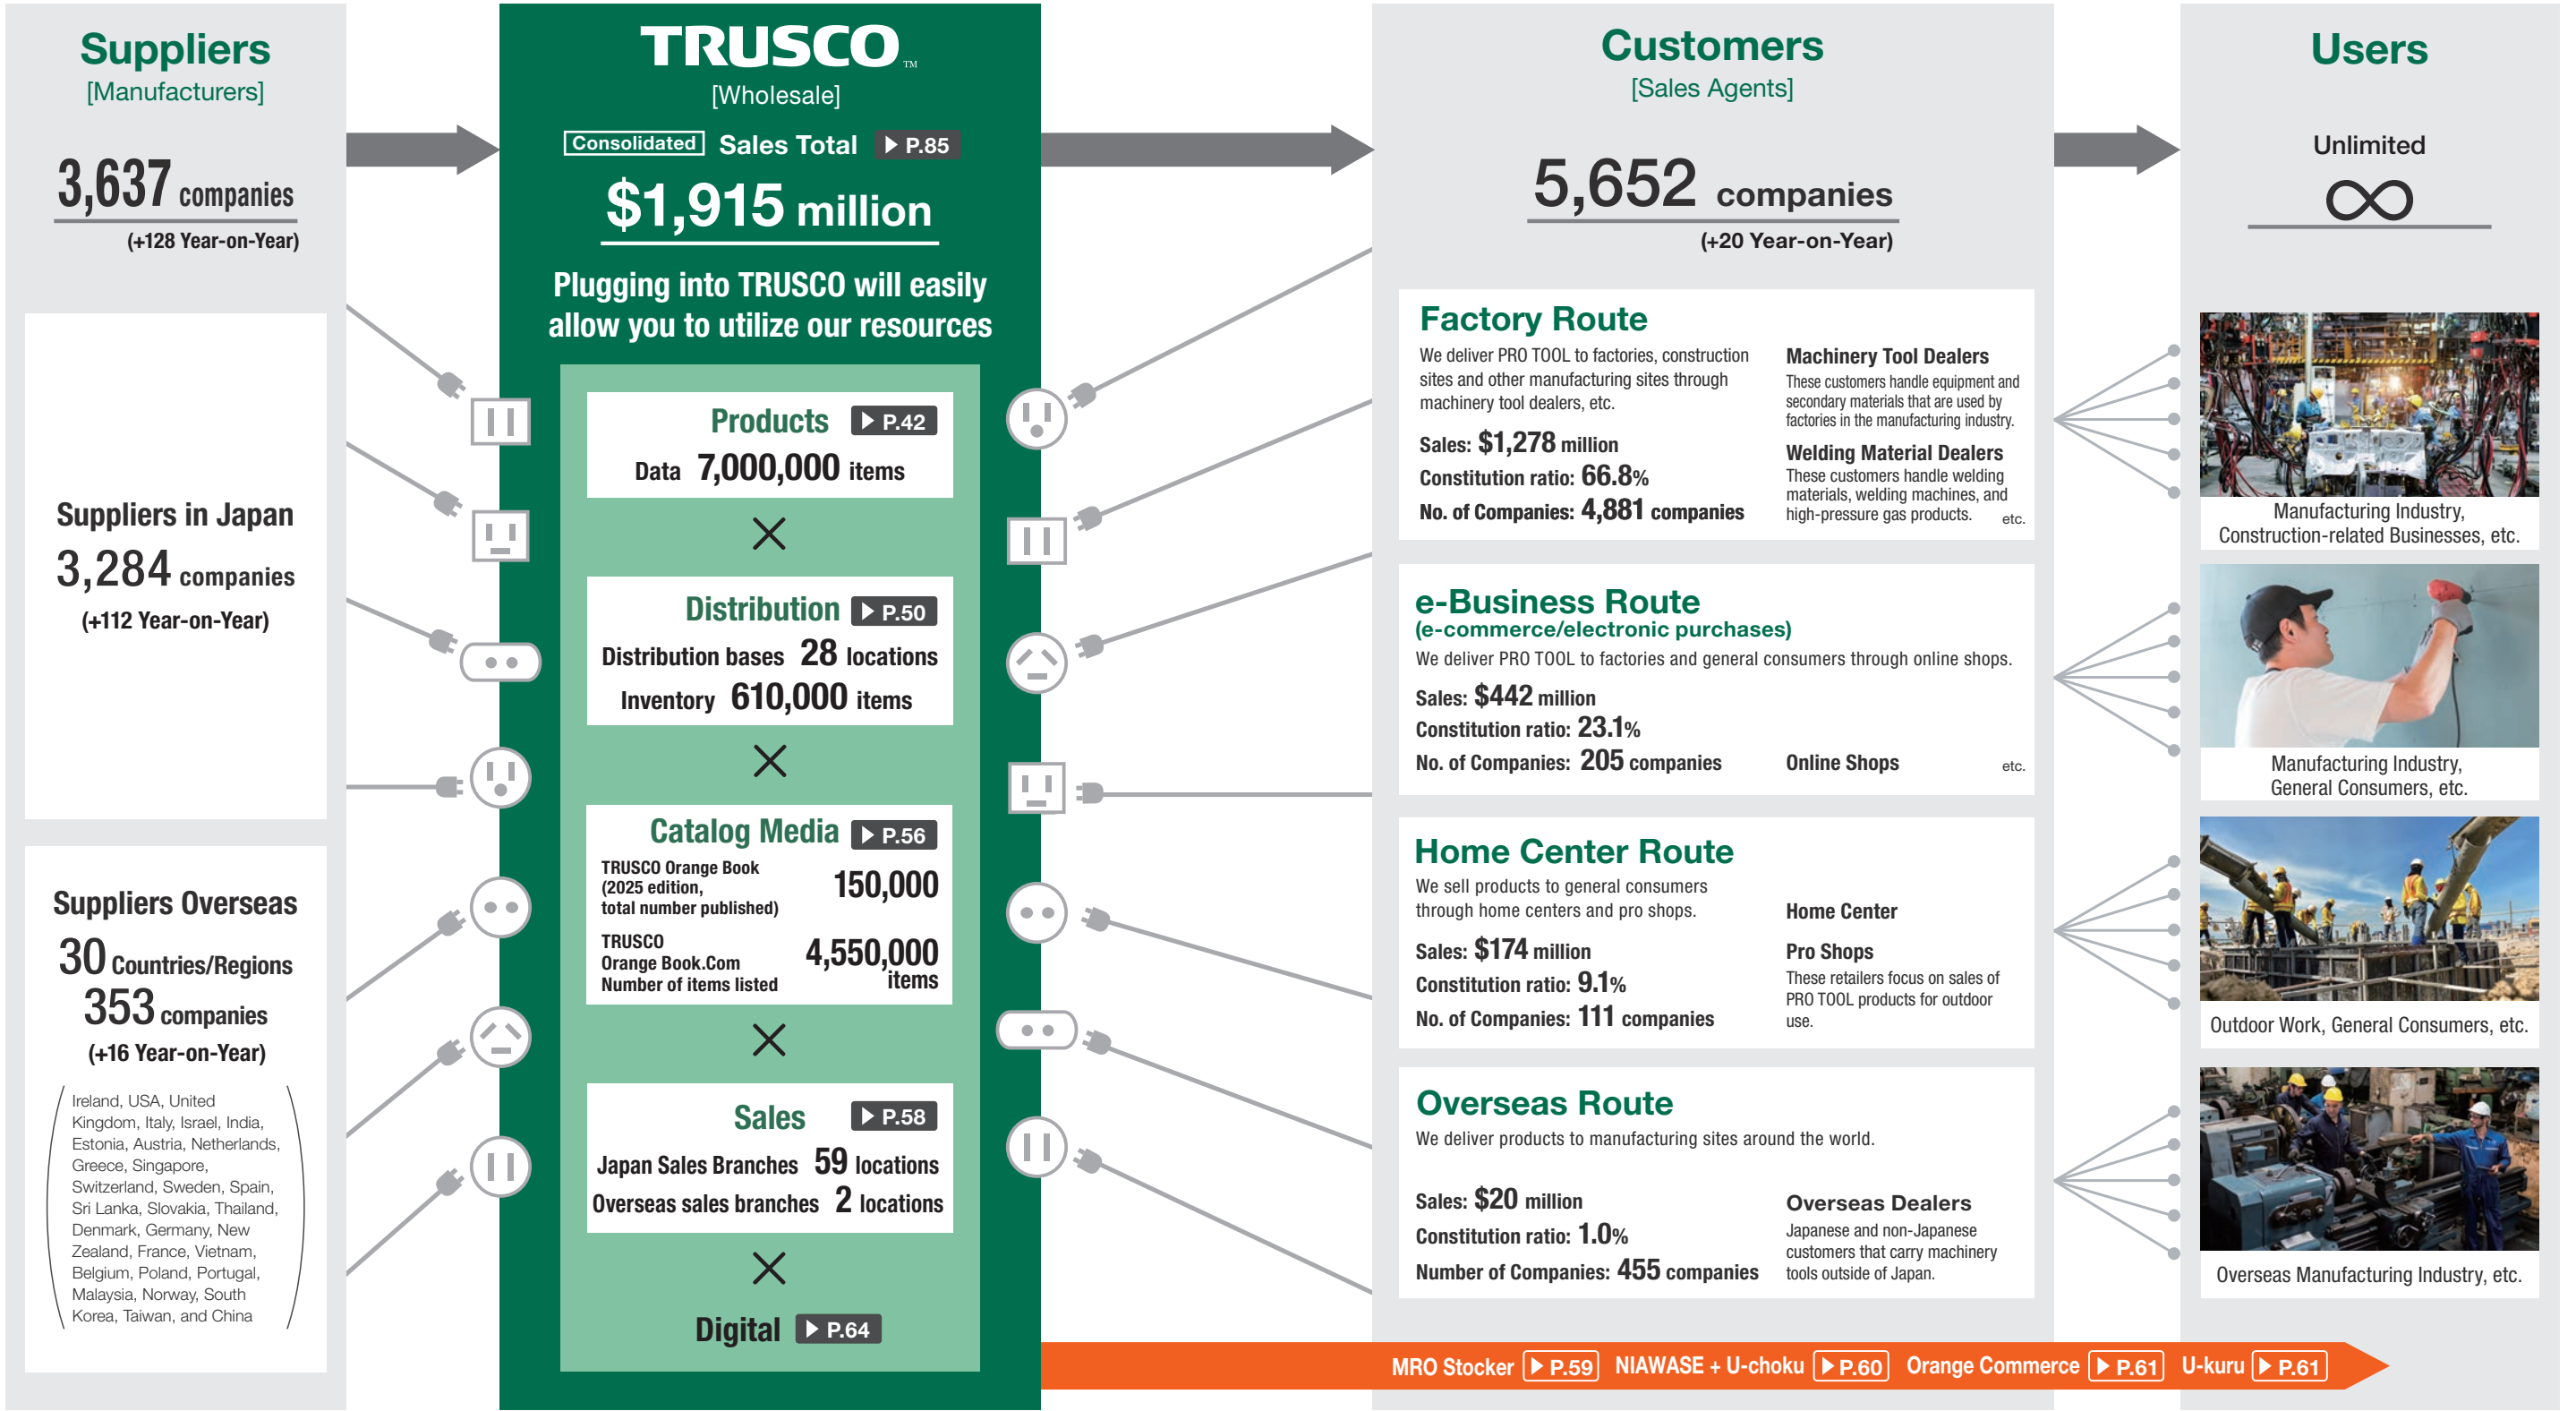 Suppliers
[Manufacturers]
3,637 companies
(+128 Year-on-Year)
Suppliers in Japan
3,284 companies
(+112 Year-on-Year)
Suppliers Overseas
30 Countries/Regions
353 companies
(+16 Year-on-Year)
Ireland, USA, United
Kingdom, Italy, Israel, India,
Estonia, Austria, Netherlands,
Greece, Singapore,
Switzerland, Sweden, Spain,
Sri Lanka, Slovakia, Thailand,
Denmark, Germany, New
Zealand, France, Vietnam,
Belgium, Poland, Portugal,
Malaysia, Norway, South
Korea, Taiwan, and China
TRUSCO™
[Wholesale]
Consolidated Sales Total ▶ P.85
$1,915 million
Plugging into TRUSCO will easily
allow you to utilize our resources
Products ▶ P.42
Data 7,000,000 items
×
Distribution ▶ P.50
Distribution bases 28 locations
Inventory 610,000 items
×
Catalog Media ▶ P.56
TRUSCO Orange Book
(2025 edition,
total number published)
150,000
TRUSCO
Orange Book.Com
Number of items listed
4,550,000
items
×
Sales ▶ P.58
Japan Sales Branches 59 locations
Overseas sales branches 2 locations
×
Digital ▶ P.64
Customers
[Sales Agents]
5,652 companies
(+20 Year-on-Year)
Factory Route
We deliver PRO TOOL to factories, construction
sites and other manufacturing sites through
machinery tool dealers, etc.
Sales: $1,278 million
Constitution ratio: 66.8%
No. of Companies: 4,881 companies
Machinery Tool Dealers
These customers handle equipment and
secondary materials that are used by
factories in the manufacturing industry.
Welding Material Dealers
These customers handle welding
materials, welding machines, and
high-pressure gas products. etc.
e-Business Route
(e-commerce/electronic purchases)
We deliver PRO TOOL to factories and general consumers through online shops.
Sales: $442 million
Constitution ratio: 23.1%
No. of Companies: 205 companies
Online Shops etc.
Home Center Route
We sell products to general consumers
through home centers and pro shops.
Sales: $174 million
Constitution ratio: 9.1%
No. of Companies: 111 companies
Home Center
Pro Shops
These retailers focus on sales of
PRO TOOL products for outdoor
use.
Overseas Route
We deliver products to manufacturing sites around the world.
Sales: $20 million
Constitution ratio: 1.0%
Number of Companies: 455 companies
Overseas Dealers
Japanese and non-Japanese
customers that carry machinery
tools outside of Japan.
Users
Unlimited
∞
Manufacturing Industry,
Construction-related Businesses, etc.
Manufacturing Industry,
General Consumers, etc.
Outdoor Work, General Consumers, etc.
Overseas Manufacturing Industry, etc.
MRO Stocker ▶ P.59 NIAWASE + U-choku ▶ P.60 Orange Commerce ▶ P.61 U-kuru ▶ P.61